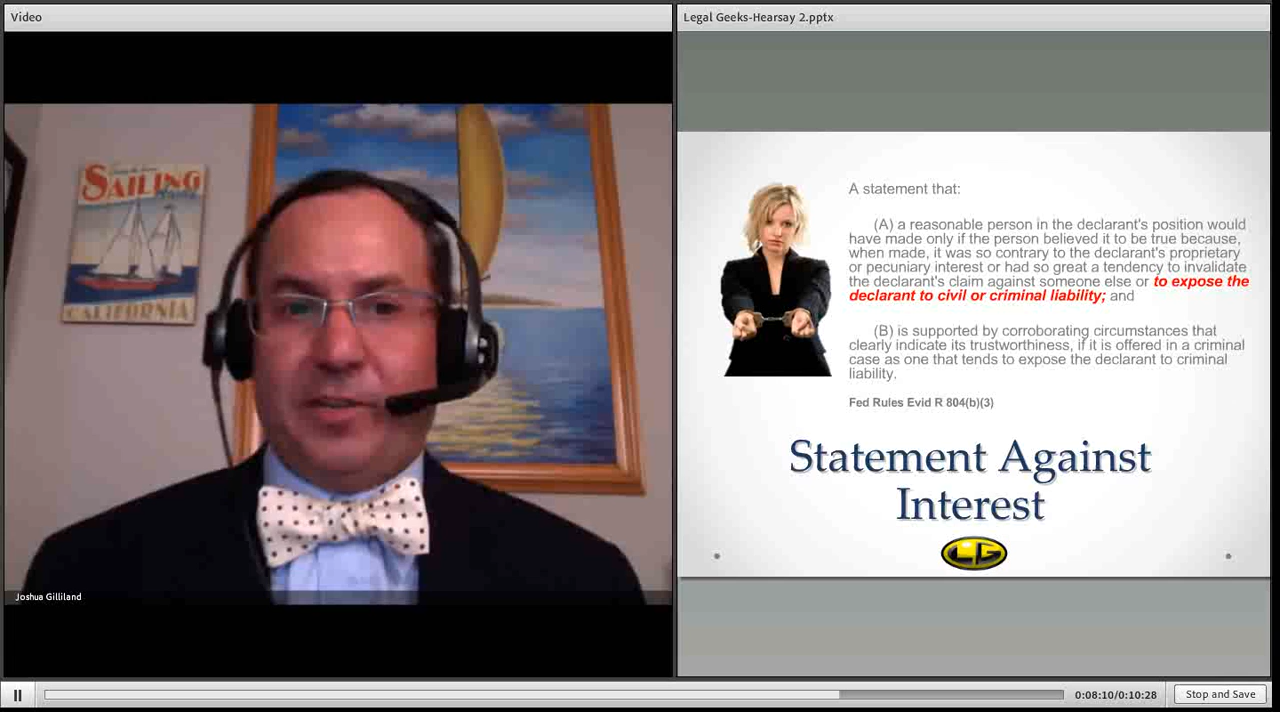 Video
SAILING
CALIFORNIA
Joshua Gilliland
Legal Geeks-Hearsay 2.pptx
A statement that:
(A) a reasonable person in the declarant's position would
have made only if the person believed it to be true because,
when made, it was so contrary to the declarant's proprietary
or pecuniary interest or had so great a tendency to invalidate
the declarant's claim against someone else or to expose the
declarant to civil or criminal liability; and
(B) is supported by corroborating circumstances that
clearly indicate its trustworthiness, if it is offered in a criminal
case as one that tends to expose the declarant to criminal
liability.
Fed Rules Evid R 804(b)(3)
Statement Against
Interest
LG
0:08:10/0:10:28
Stop and Save